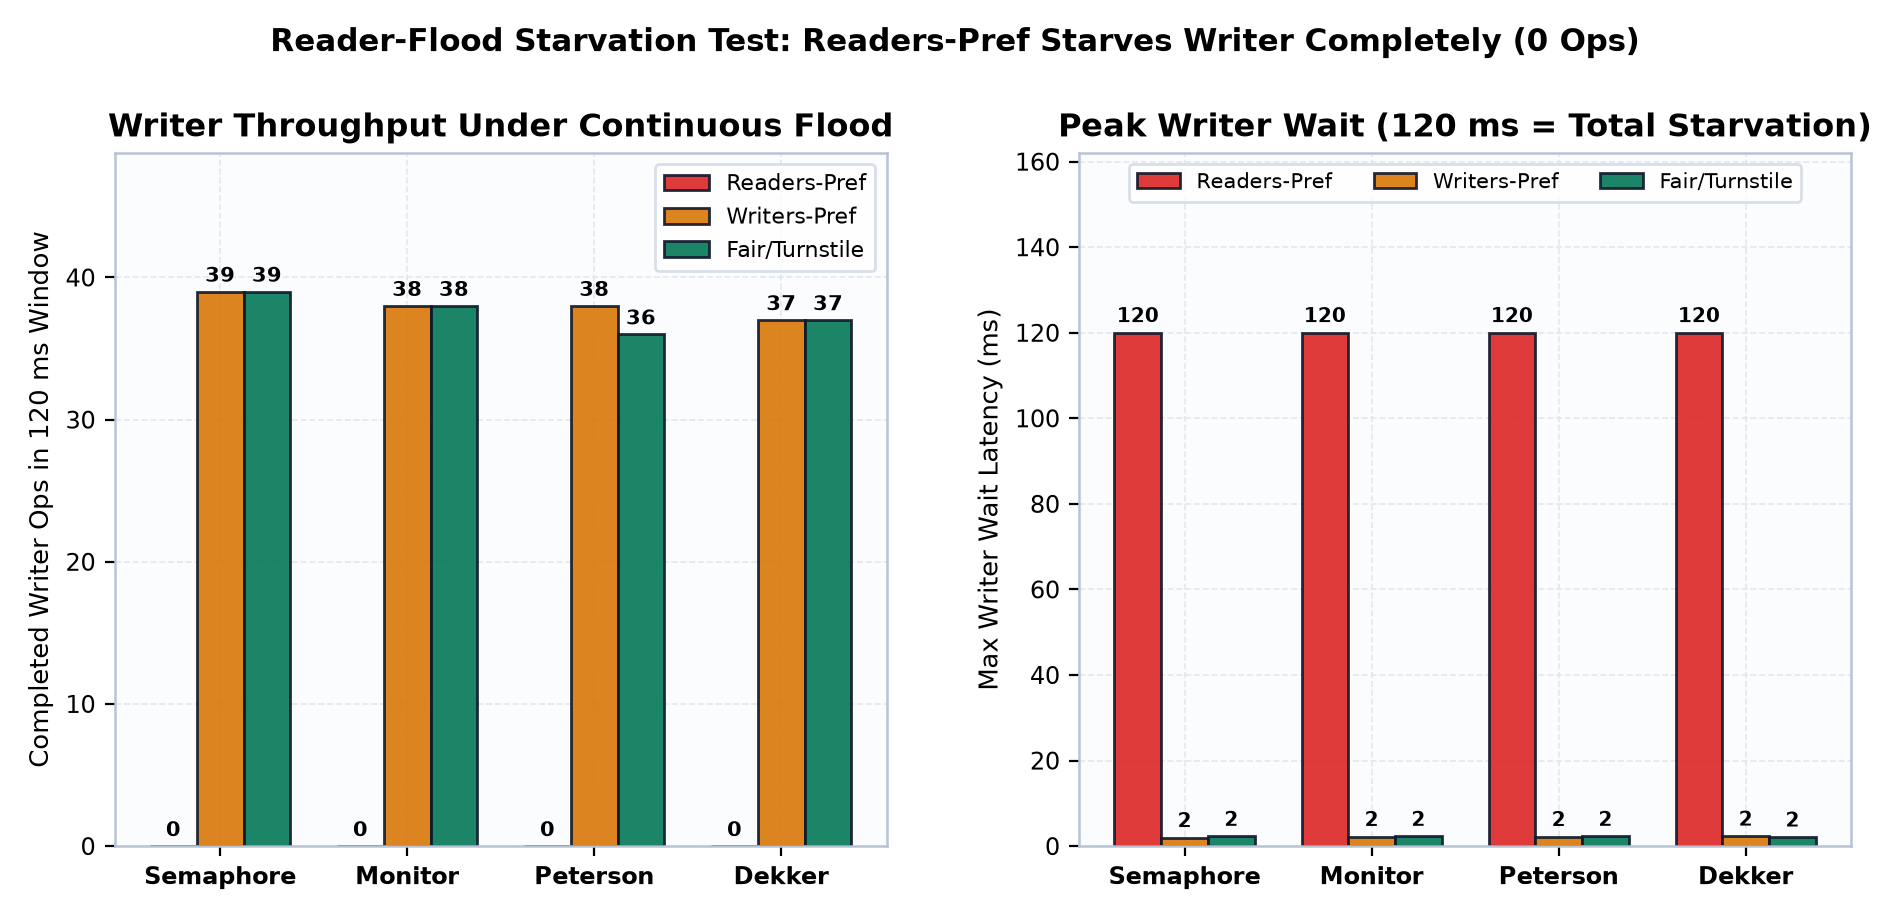 Reader-Flood Starvation Test: Readers-Pref Starves Writer Completely (0 Ops)
Writer Throughput Under Continuous Flood
Completed Writer Ops in 120 ms Window
40
30
20
10
0
Readers-Pref
Writers-Pref
Fair/Turnstile
0 39 39
0 38 38
0 38 36
0 37 37
Semaphore Monitor Peterson Dekker
Peak Writer Wait (120 ms = Total Starvation)
Max Writer Wait Latency (ms)
160
140
120
100
80
60
40
20
0
Readers-Pref Writers-Pref Fair/Turnstile
120 2 2
120 2 2
120 2 2
120 2 2
Semaphore Monitor Peterson Dekker